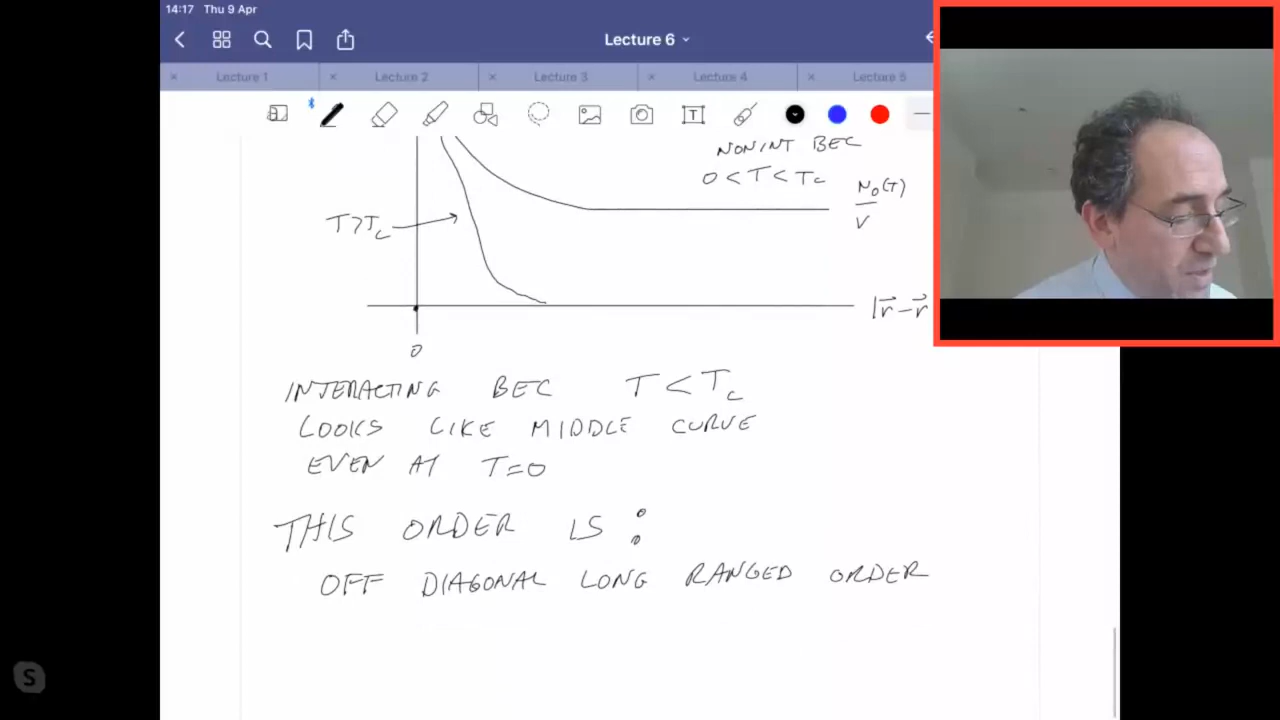 14:17 Thu 9 Apr
Lecture 6
Lecture 1 Lecture 2 Lecture 3 Lecture 4 Lecture 5
T
NONINT BEC
0 < T < Tc
N0(T)
V
T>Tc
|r⃗-r⃗
0
INTERACTING BEC T < Tc
LOOKS LIKE MIDDLE CURVE
EVEN AT T=0
THIS ORDER IS :
OFF DIAGONAL LONG RANGED ORDER
S